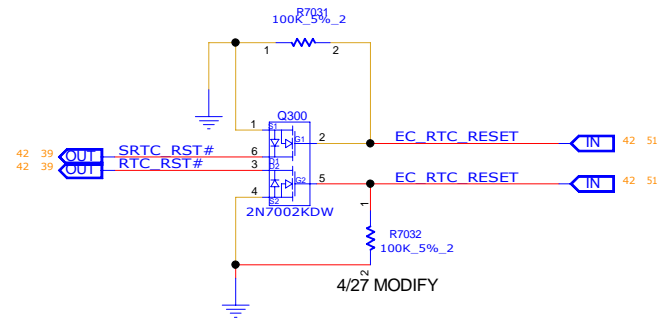 R7031
100K_5%_2
1 2
Q300
1 S1 G1 2 EC_RTC_RESET IN 42 51
42 39 OUT SRTC_RST# 6 D1
42 39 OUT RTC_RST# 3 D2
4 S2 G2 5 EC_RTC_RESET IN 42 51
2N7002KDW
1
R7032
100K_5%_2
2
4/27 MODIFY